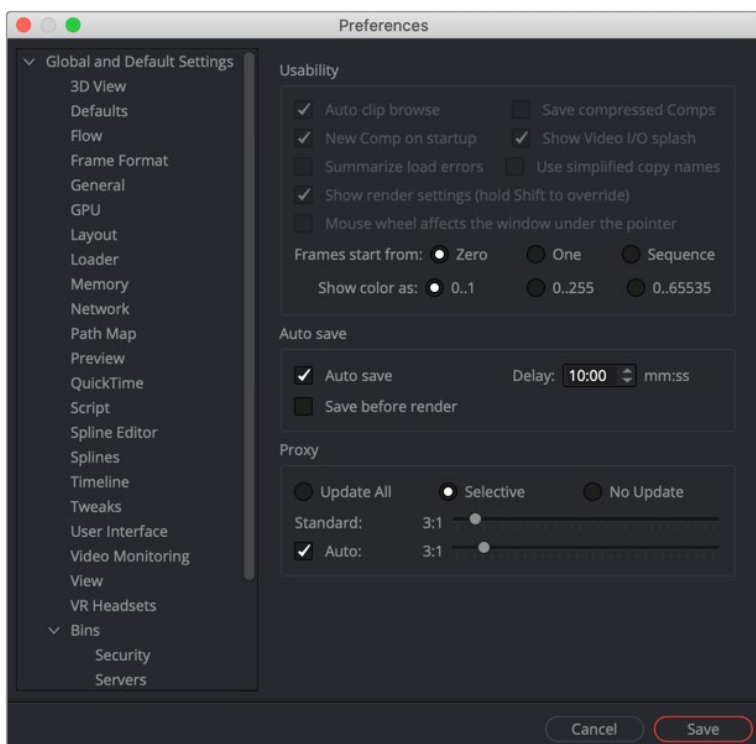 Preferences
Global and Default Settings
3D View
Defaults
Flow
Frame Format
General
GPU
Layout
Loader
Memory
Network
Path Map
Preview
QuickTime
Script
Spline Editor
Splines
Timeline
Tweaks
User Interface
Video Monitoring
View
VR Headsets
Bins
Security
Servers
Usability
Auto clip browse Save compressed Comps
New Comp on startup Show Video I/O splash
Summarize load errors Use simplified copy names
Show render settings (hold Shift to override)
Mouse wheel affects the window under the pointer
Frames start from: Zero One Sequence
Show color as: 0..1 0..255 0..65535
Auto save
Auto save Delay: 10:00 mm:ss
Save before render
Proxy
Update All Selective No Update
Standard: 3:1
Auto: 3:1
Cancel Save